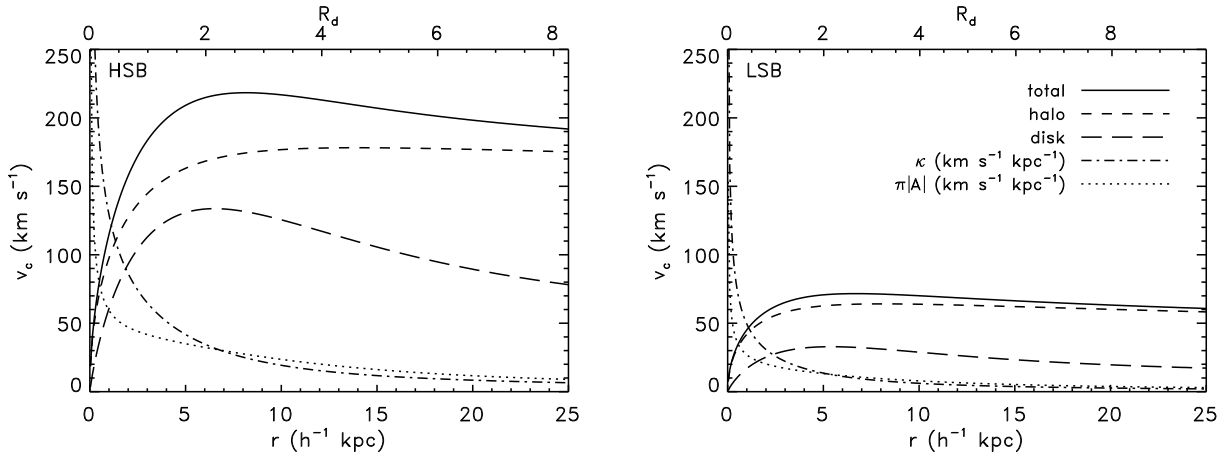 R_d
0 2 4 6 8
250
HSB
200
150
100
50
0
v_c (km s⁻¹)
0 5 10 15 20 25
r (h⁻¹ kpc)
R_d
0 2 4 6 8
250
LSB
200
150
100
50
0
v_c (km s⁻¹)
total
halo
disk
κ (km s⁻¹ kpc⁻¹)
π|A| (km s⁻¹ kpc⁻¹)
0 5 10 15 20 25
r (h⁻¹ kpc)